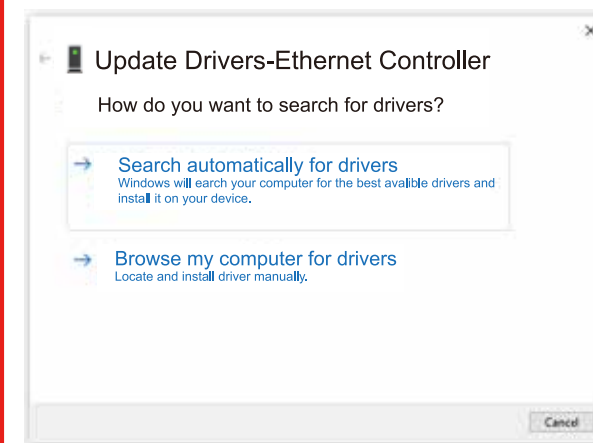 Update Drivers-Ethernet Controller
How do you want to search for drivers?
Search automatically for drivers
Windows will earch your computer for the best avalible drivers and
install it on your device.
Browse my computer for drivers
Locate and install driver manually.
Cancel